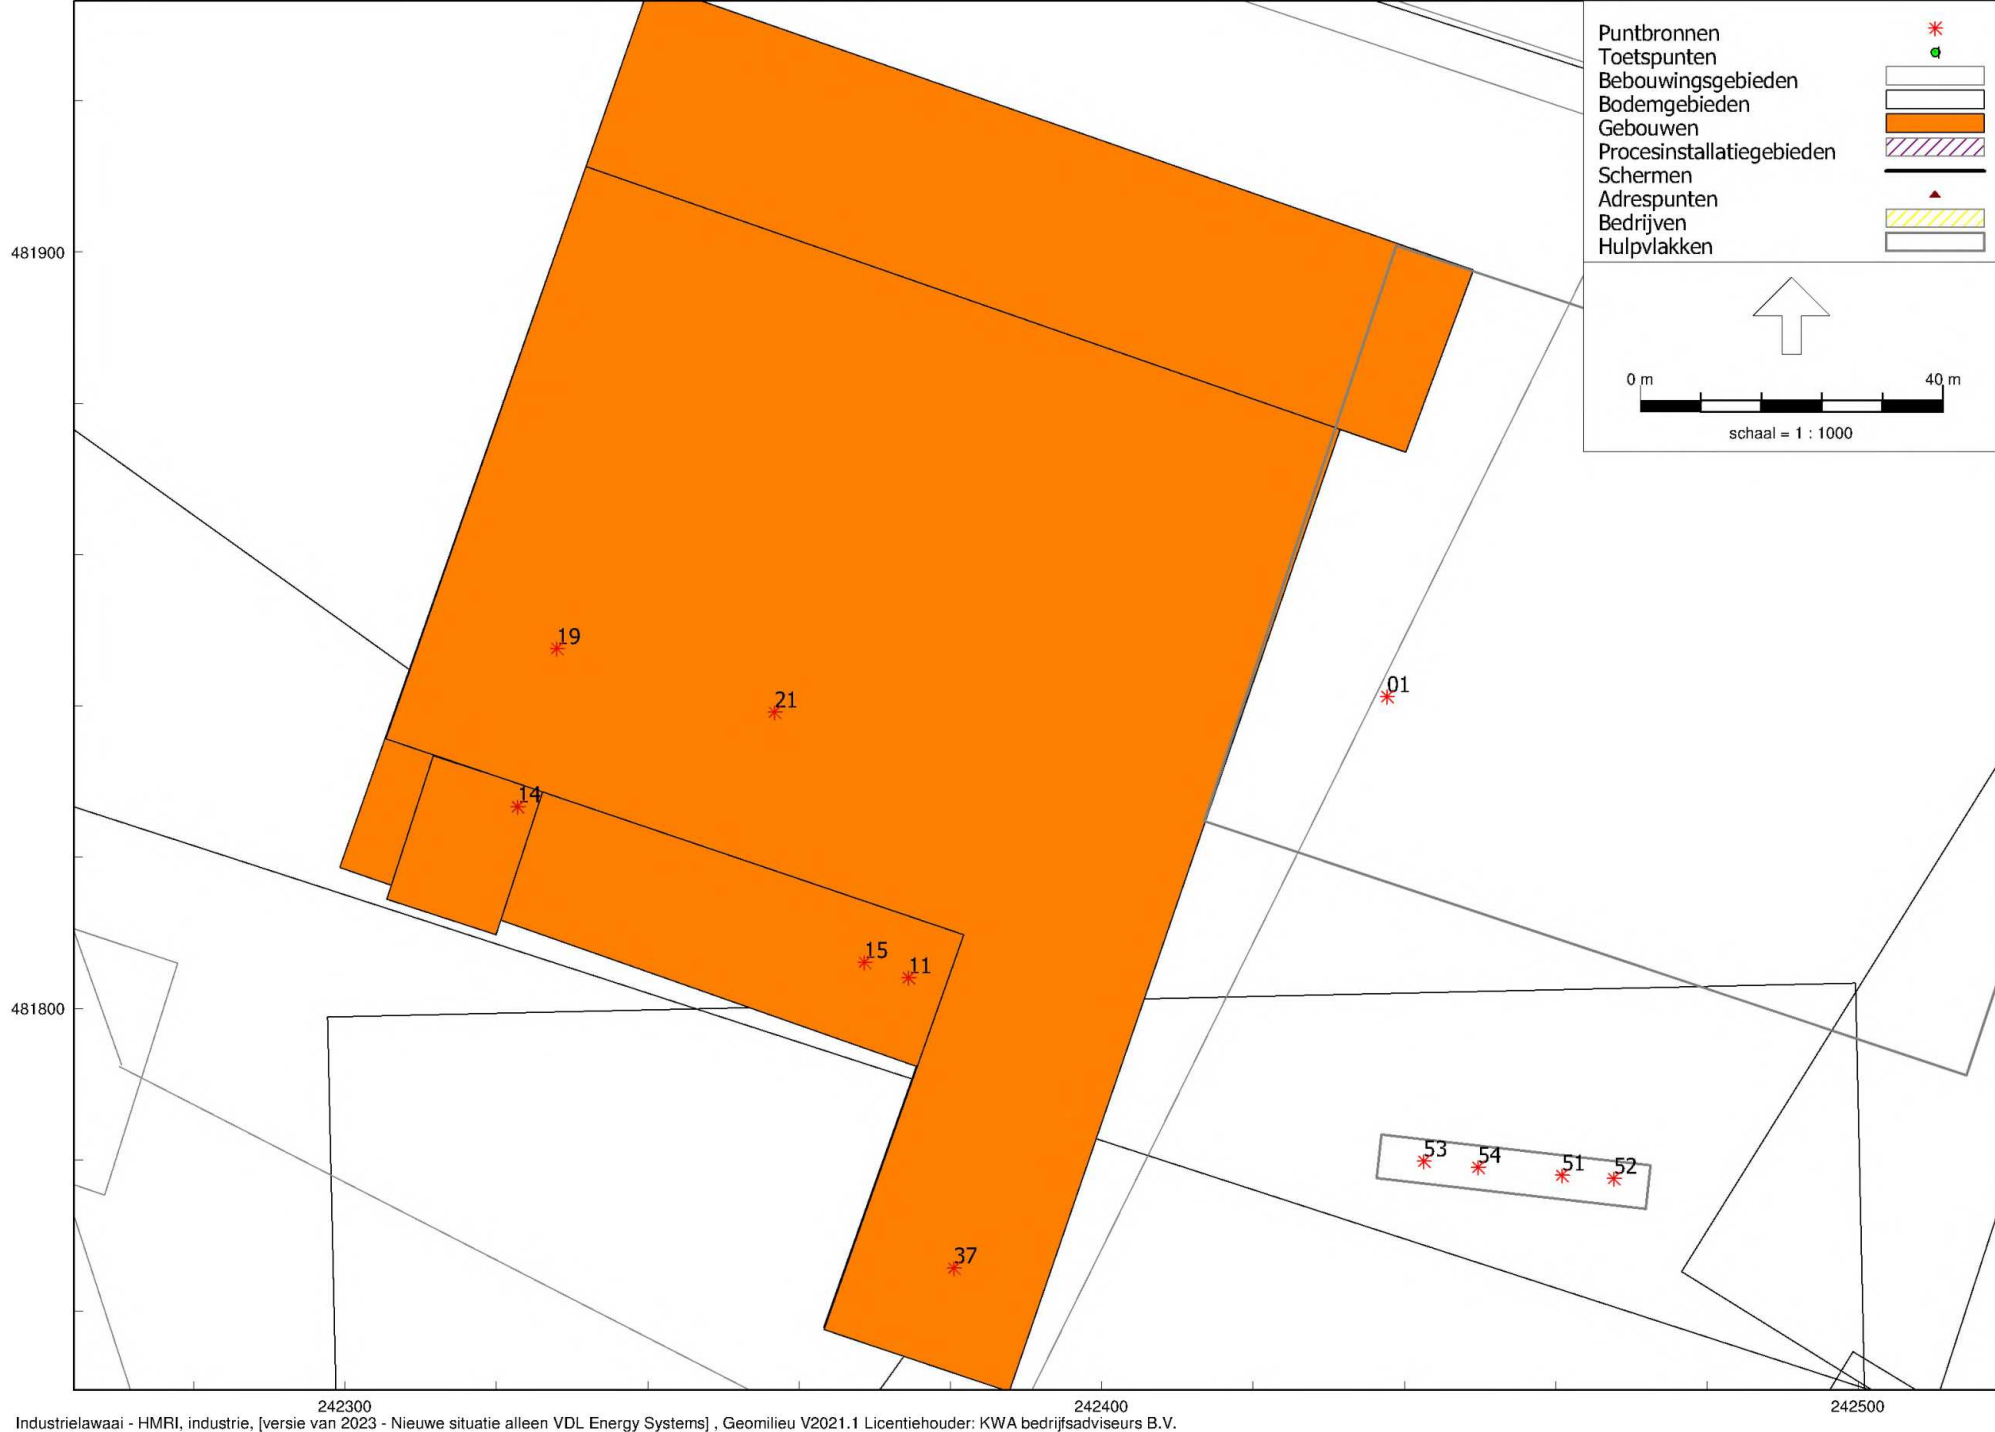 Puntbronnen
Toetspunten
Bebouwingsgebieden
Bodemgebieden
Gebouwen
Procesinstallatiegebieden
Schermen
Adrespunten
Bedrijven
Hulpvlakken
0 m 40 m
schaal = 1 : 1000
481900
19
21
01
14
15
11
481800
53
54
51
52
37
242300 242400 242500
Industrielawaai - HMRI, industrie, [versie van 2023 - Nieuwe situatie alleen VDL Energy Systems] , Geomilieu V2021.1 Licentiehouder: KWA bedrijfsadviseurs B.V.